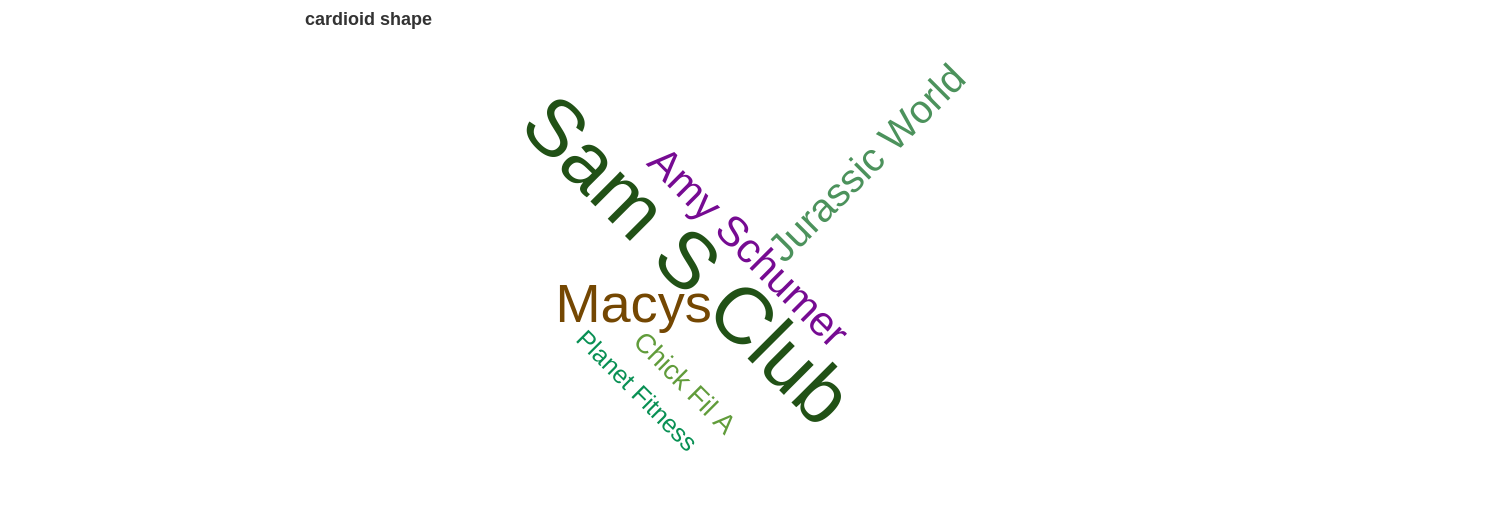 cardioid shape
Jurassic World
Sam S Club
Amy Schumer
Macys
Chick Fil A
Planet Fitness